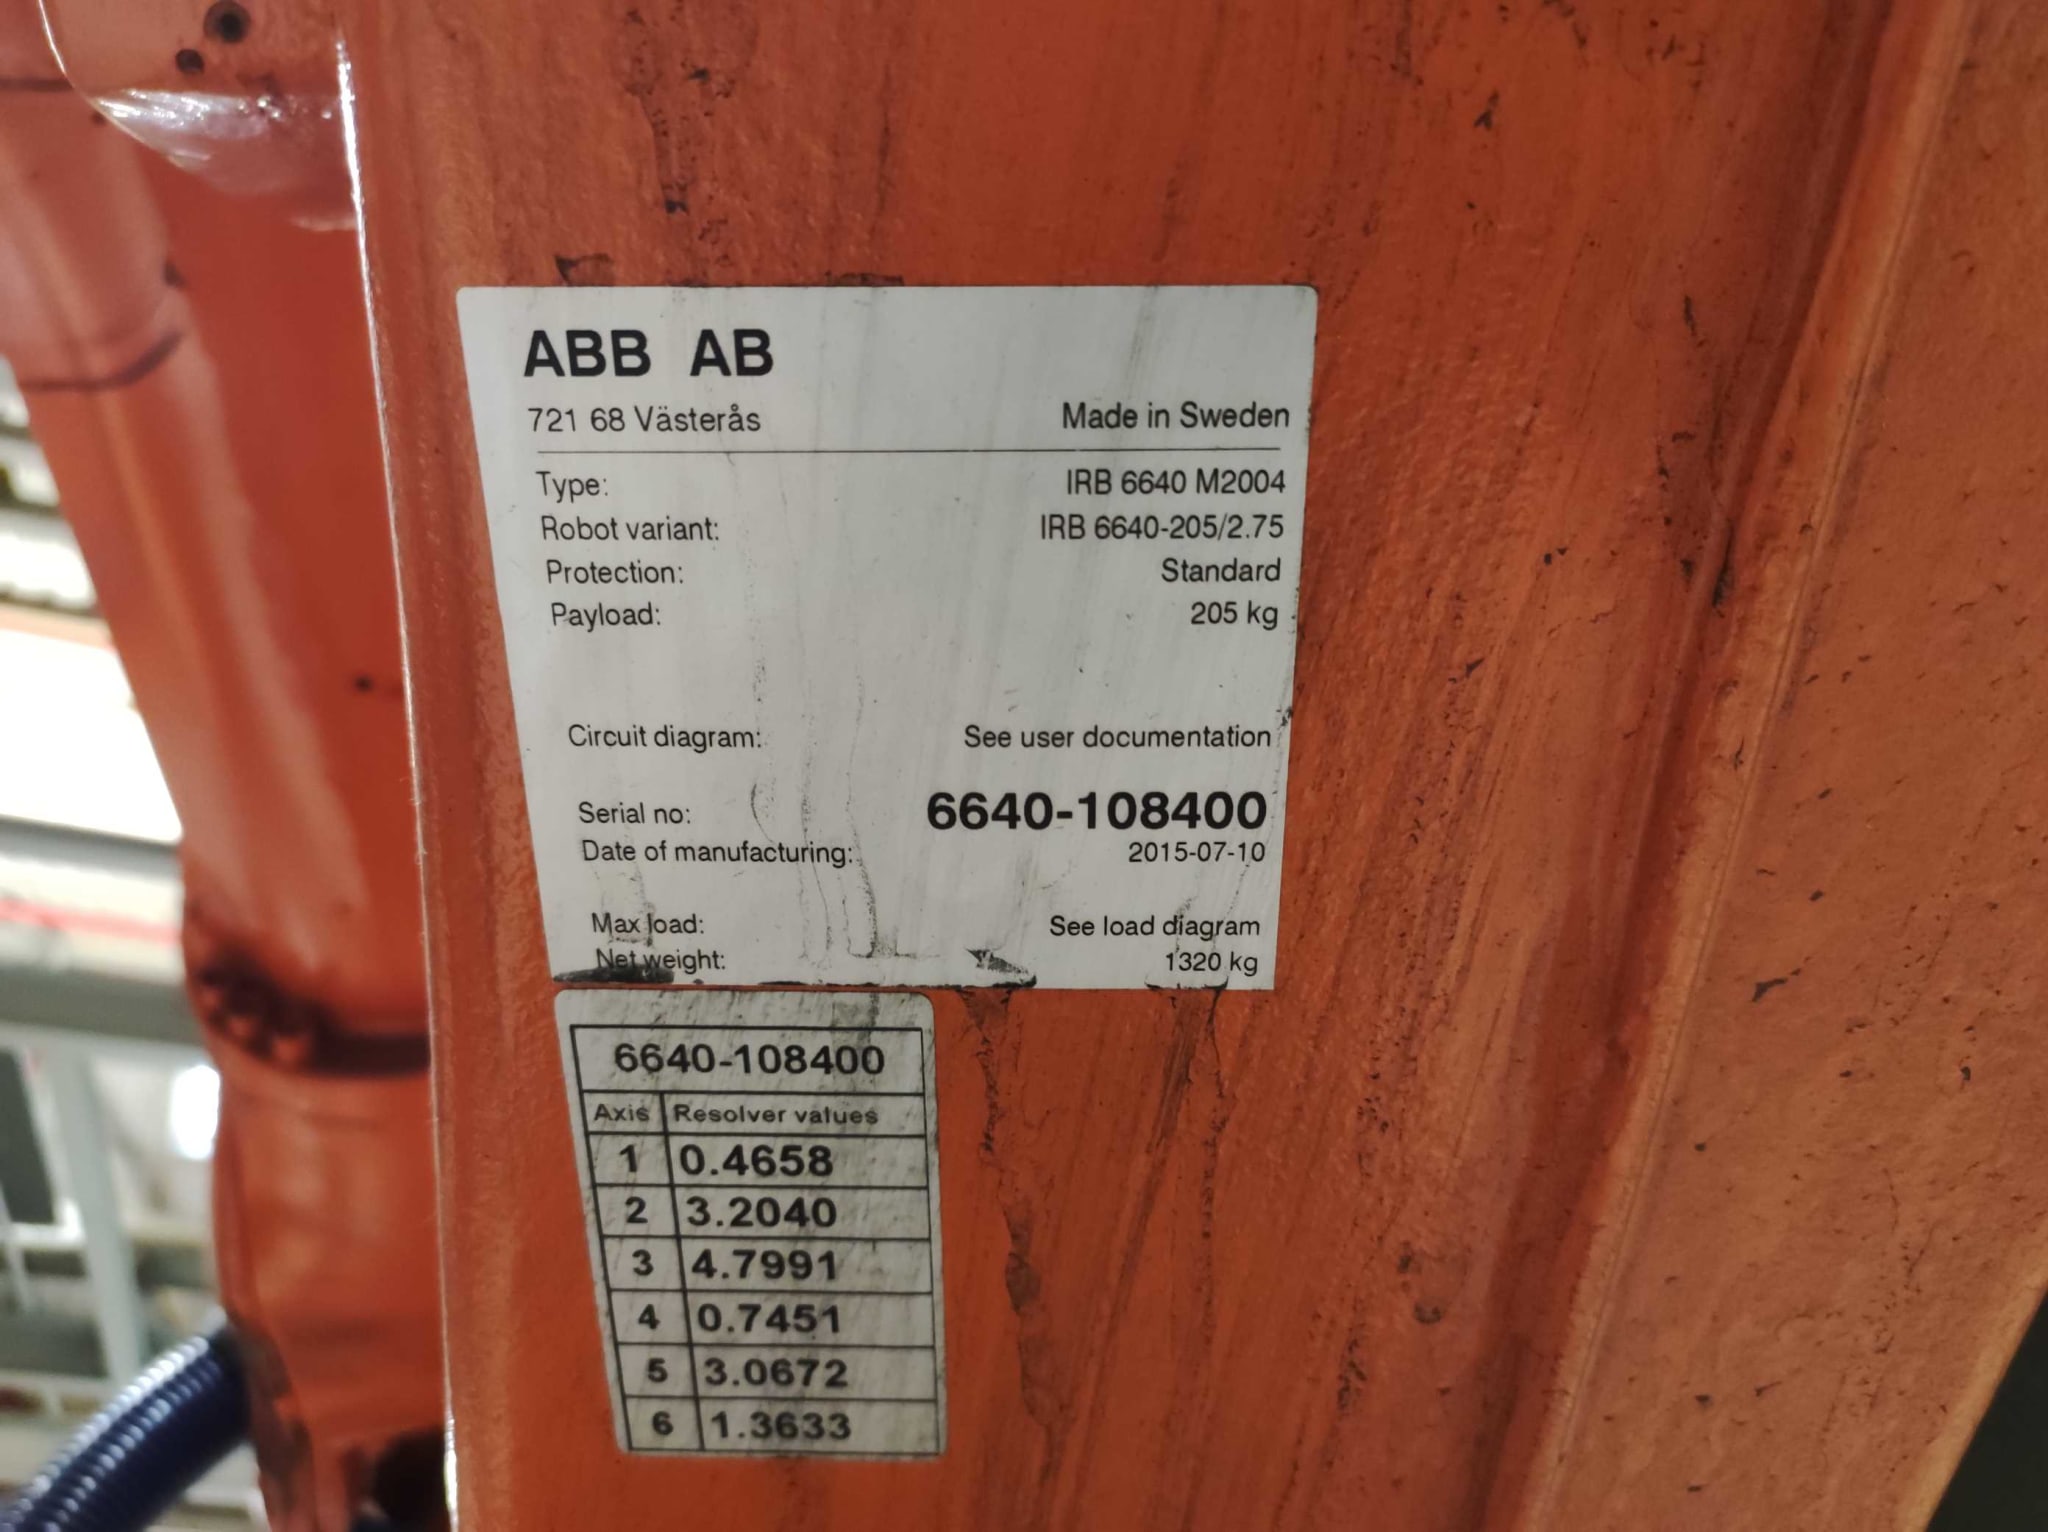 ABB AB
721 68 Västerås Made in Sweden
Type: IRB 6640 M2004
Robot variant: IRB 6640-205/2.75
Protection: Standard
Payload: 205 kg
Circuit diagram: See user documentation
Serial no: 6640-108400
Date of manufacturing: 2015-07-10
Max load: See load diagram
Net weight: 1320 kg
6640-108400
Axis Resolver values
1 0.4658
2 3.2040
3 4.7991
4 0.7451
5 3.0672
6 1.3633